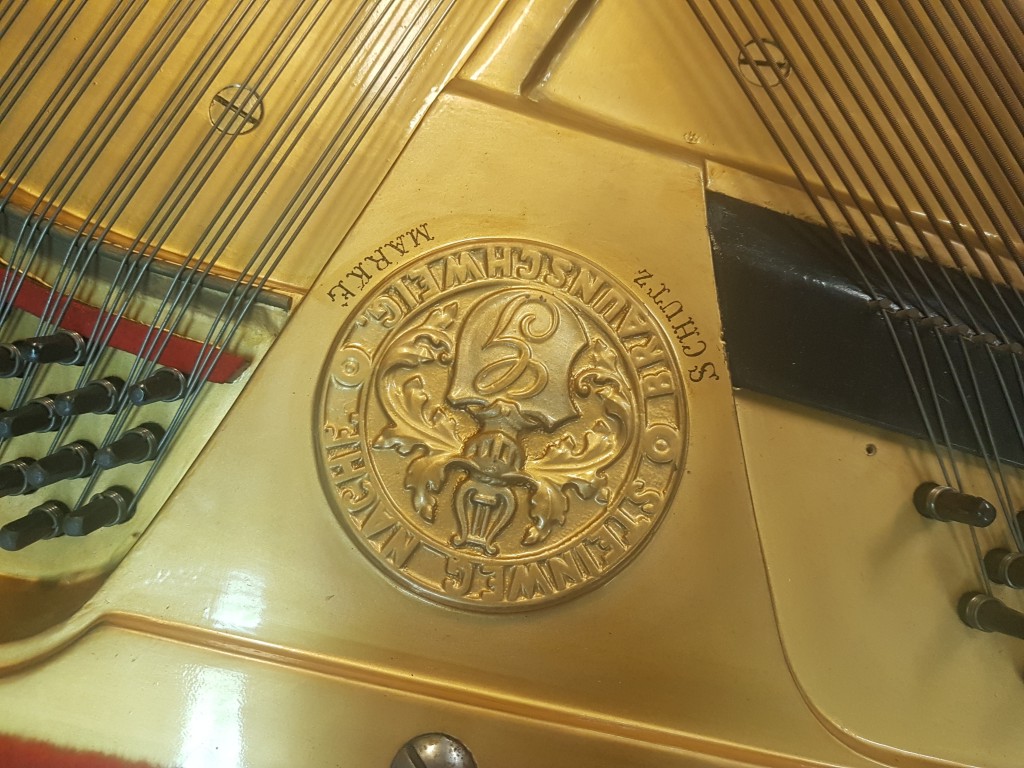 STEINWEG NACHF.
BRAUNSCHWEIG.
SCHUTZ MARKE